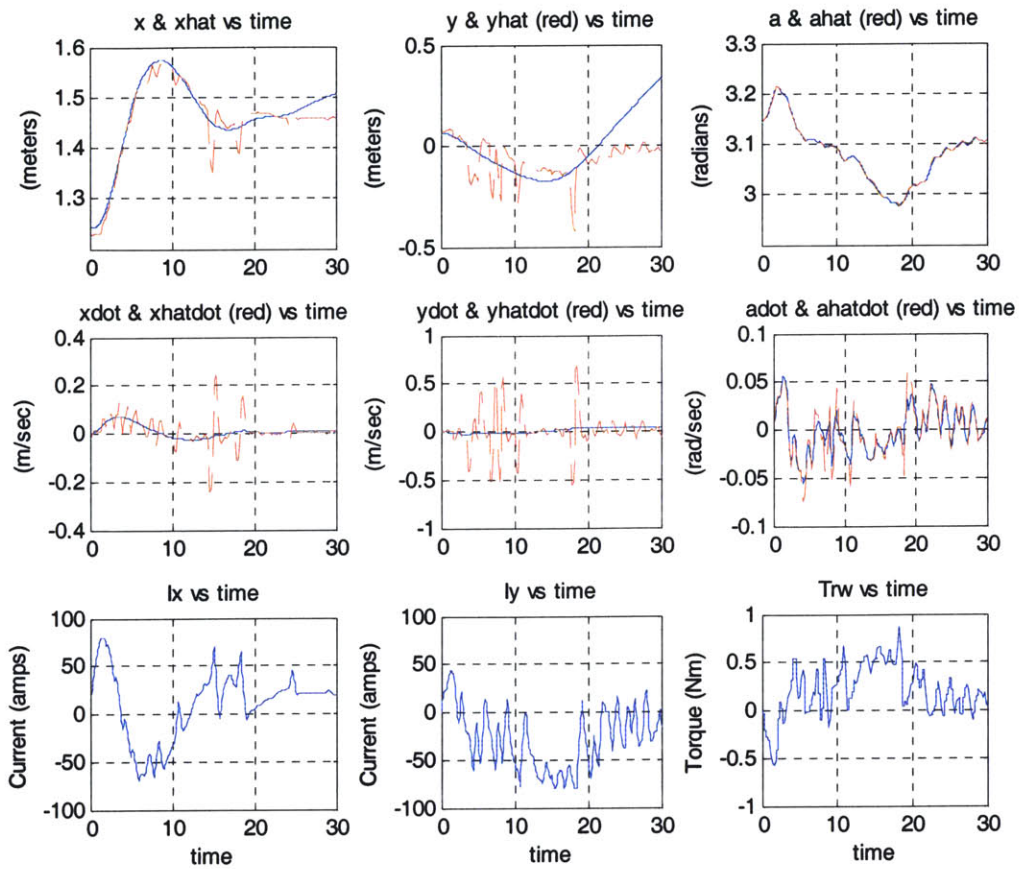 x & xhat vs time
y & yhat (red) vs time
a & ahat (red) vs time
(meters)
1.6
1.5
1.4
1.3
0 10 20 30
(meters)
0.5
0
-0.5
0 10 20 30
(radians)
3.3
3.2
3.1
3
0 10 20 30
xdot & xhatdot (red) vs time
ydot & yhatdot (red) vs time
adot & ahatdot (red) vs time
(m/sec)
0.4
0.2
0
-0.2
-0.4
0 10 20 30
(m/sec)
1
0.5
0
-0.5
-1
0 10 20 30
(rad/sec)
0.1
0.05
0
-0.05
-0.1
0 10 20 30
Ix vs time
Iy vs time
Trw vs time
Current (amps)
100
50
0
-50
-100
0 10 20 30
time
Current (amps)
100
50
0
-50
-100
0 10 20 30
time
Torque (Nm)
1
0.5
0
-0.5
-1
0 10 20 30
time